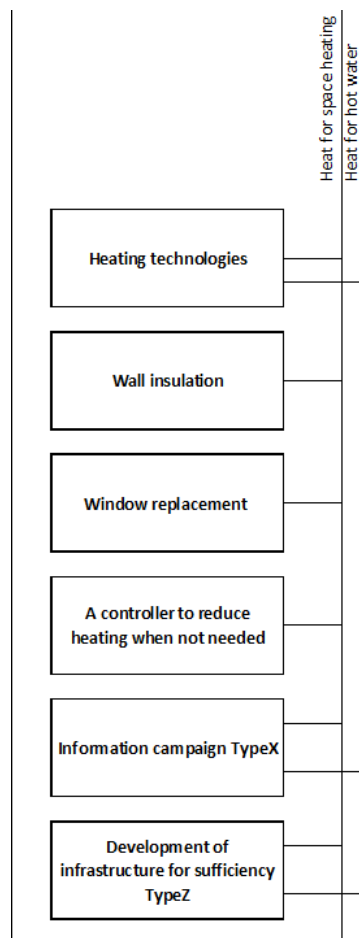 Heat for space heating
Heat for hot water
Heating technologies
Wall insulation
Window replacement
A controller to reduce
heating when not needed
Information campaign TypeX
Development of
infrastructure for sufficiency
TypeZ